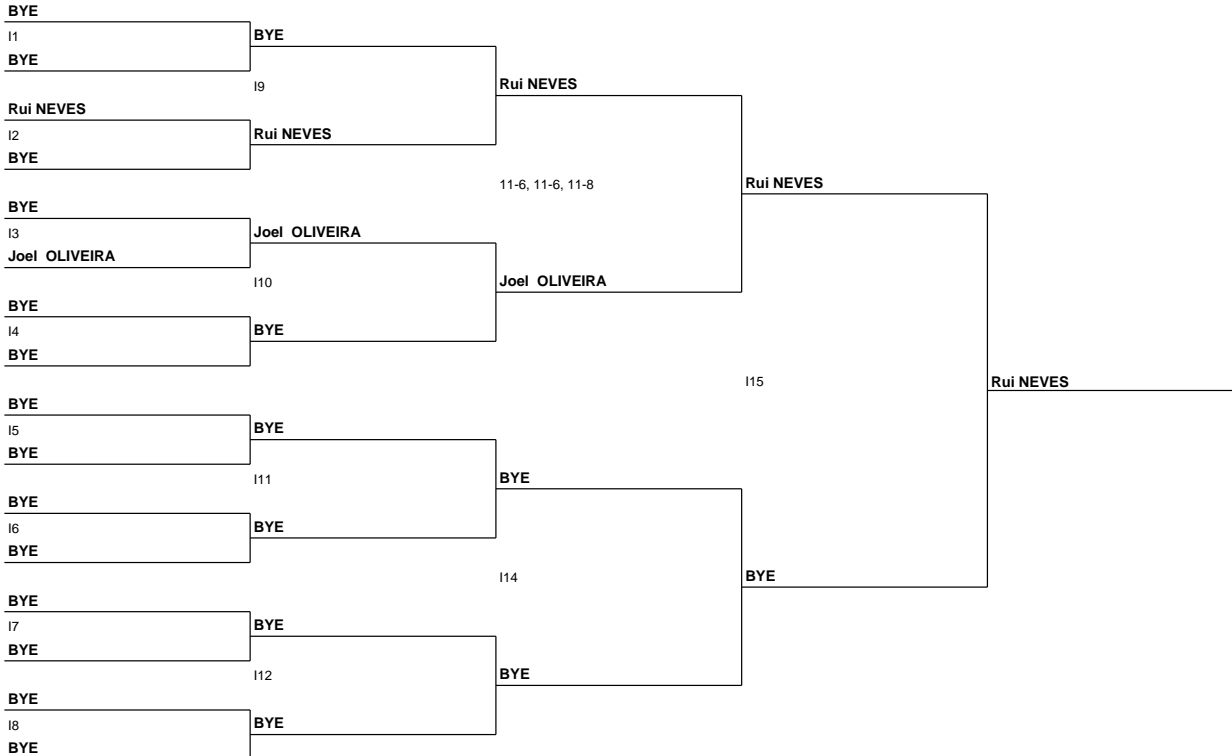 BYE
I1
BYE
BYE
I9
Rui NEVES
Rui NEVES
I2
Rui NEVES
BYE
11-6, 11-6, 11-8
Rui NEVES
BYE
I3
Joel  OLIVEIRA
Joel  OLIVEIRA
I10
Joel  OLIVEIRA
BYE
I4
BYE
BYE
I15
Rui NEVES
BYE
I5
BYE
BYE
I11
BYE
BYE
I6
BYE
BYE
I14
BYE
BYE
I7
BYE
BYE
I12
BYE
BYE
I8
BYE
BYE